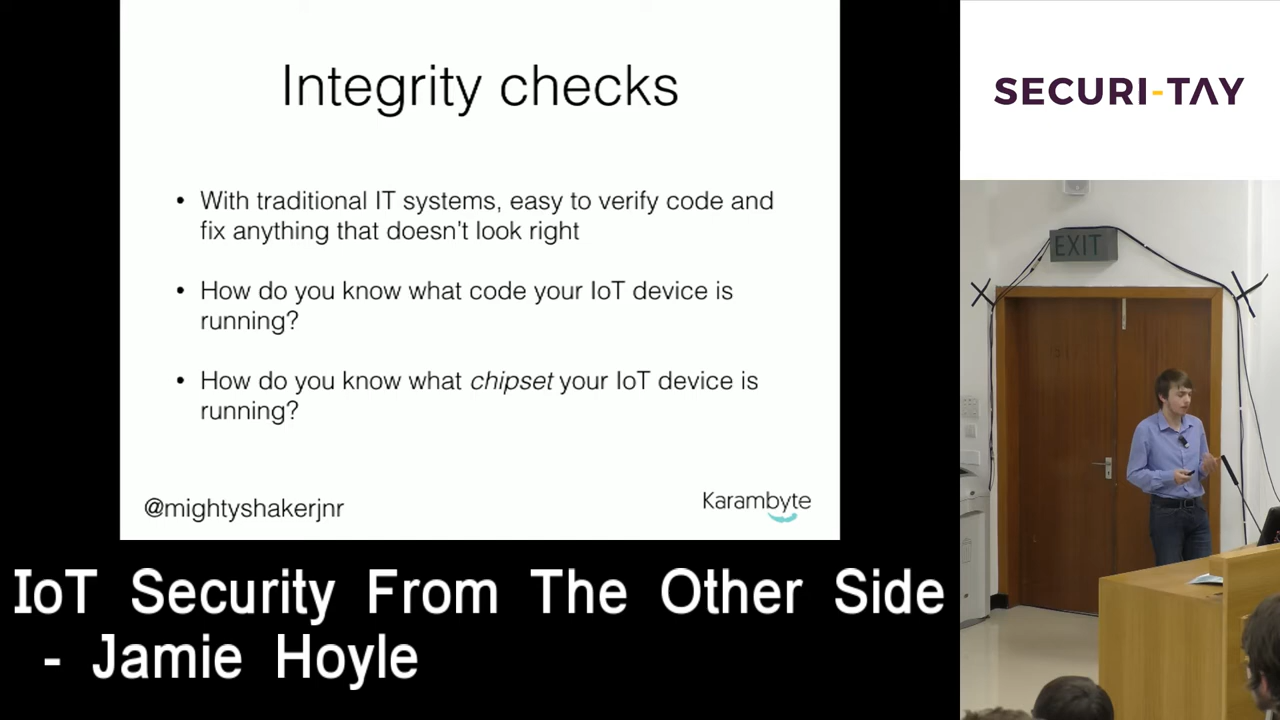 Integrity checks
• With traditional IT systems, easy to verify code and
fix anything that doesn't look right
• How do you know what code your IoT device is
running?
• How do you know what chipset your IoT device is
running?
@mightyshakerjnr
Karambyte
SECURI-TAY
EXIT
IoT Security From The Other Side
- Jamie Hoyle